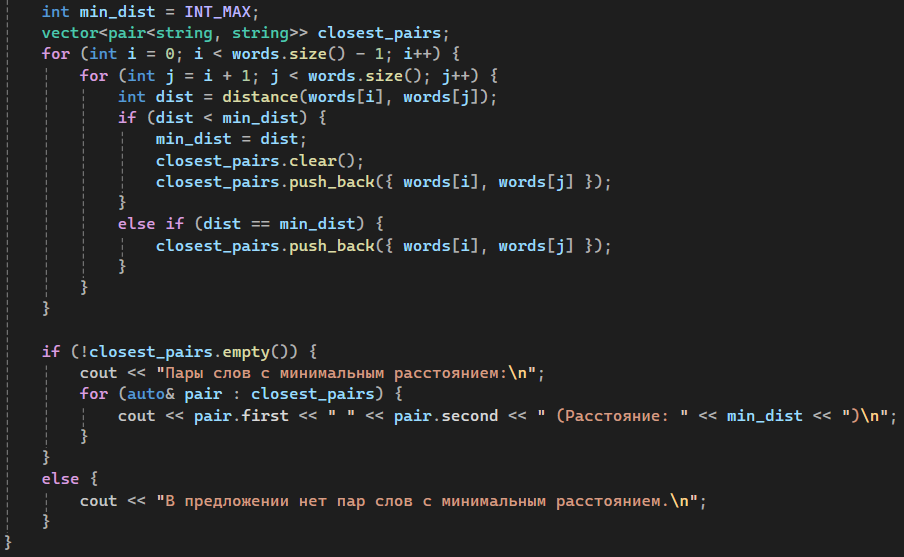 int min_dist = INT_MAX;
vector<pair<string, string>> closest_pairs;
for (int i = 0; i < words.size() - 1; i++) {
for (int j = i + 1; j < words.size(); j++) {
int dist = distance(words[i], words[j]);
if (dist < min_dist) {
min_dist = dist;
closest_pairs.clear();
closest_pairs.push_back({ words[i], words[j] });
}
else if (dist == min_dist) {
closest_pairs.push_back({ words[i], words[j] });
}
}
}
if (!closest_pairs.empty()) {
cout << "Пары слов с минимальным расстоянием:\n";
for (auto& pair : closest_pairs) {
cout << pair.first << " " << pair.second << " (Расстояние: " << min_dist << ")\n";
}
}
else {
cout << "В предложении нет пар слов с минимальным расстоянием.\n";
}
}